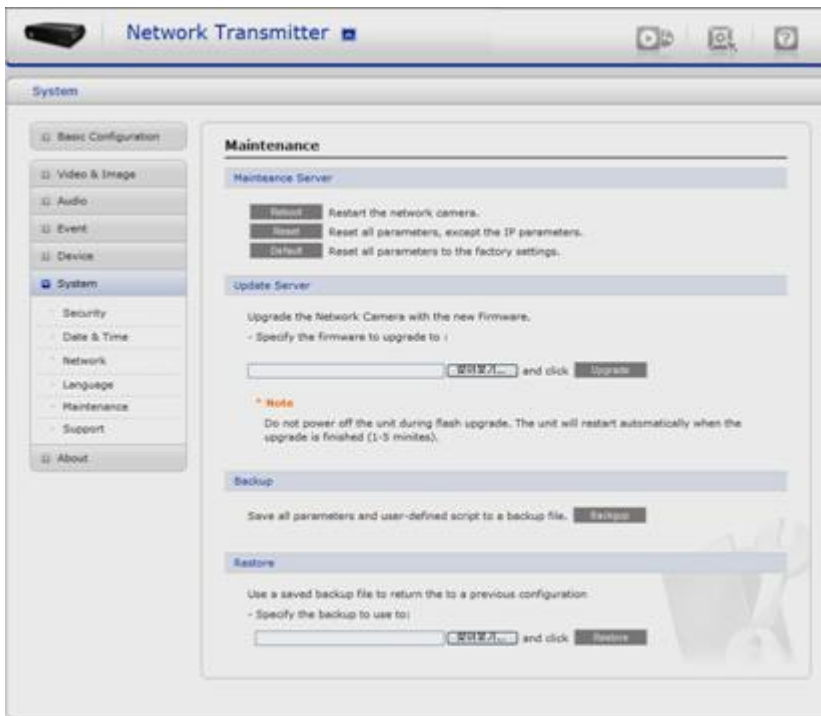 Network Transmitter
System
Basic Configuration
Video & Image
Audio
Event
Device
System
Security
Date & Time
Network
Language
Maintenance
Support
About
Maintenance
Mainteance Server
Reboot Restart the network camera.
Reset Reset all parameters, except the IP parameters.
Default Reset all parameters to the factory settings.
Update Server
Upgrade the Network Camera with the new Firmware.
- Specify the firmware to upgrade to :
찾아보기... and click Upgrade
* Note
Do not power off the unit during flash upgrade. The unit will restart automatically when the
upgrade is finished (1-5 minites).
Backup
Save all parameters and user-defined script to a backup file. Backup
Restore
Use a saved backup file to return the to a previous configuration
- Specify the backup to use to:
찾아보기... and click Restore